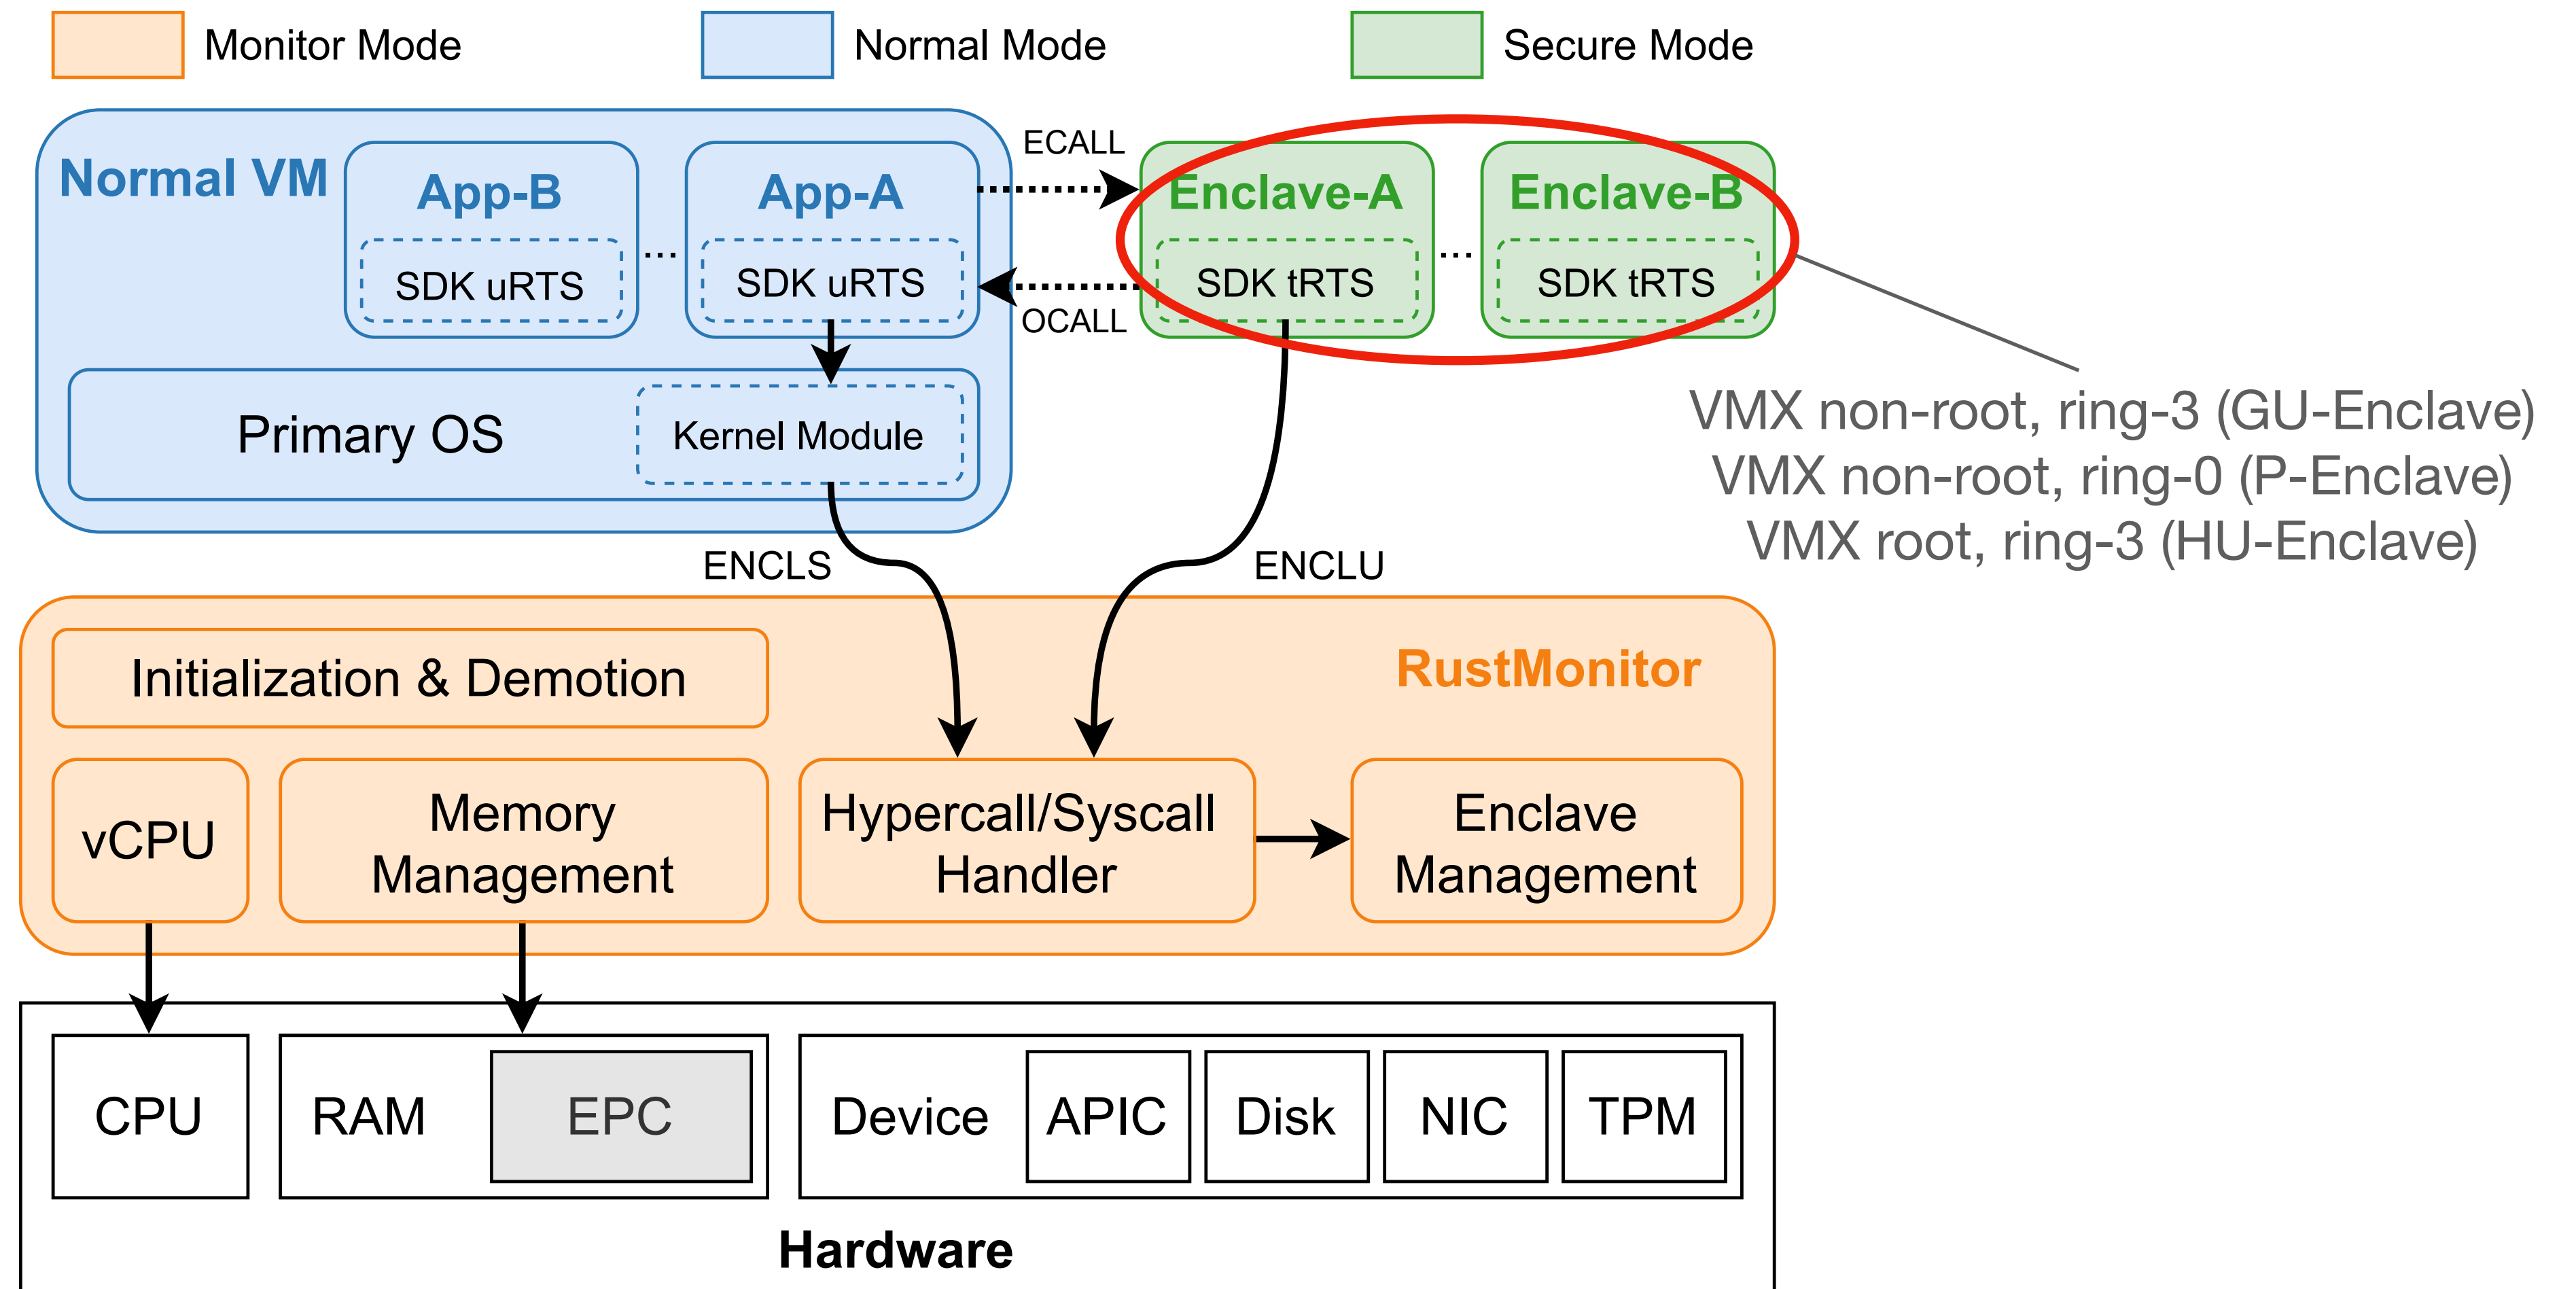 Monitor Mode
Normal Mode
Secure Mode
Normal VM
App-B
SDK uRTS
...
App-A
SDK uRTS
ECALL
OCALL
Enclave-A
SDK tRTS
...
Enclave-B
SDK tRTS
Primary OS
Kernel Module
VMX non-root, ring-3 (GU-Enclave)
VMX non-root, ring-0 (P-Enclave)
VMX root, ring-3 (HU-Enclave)
ENCLS
ENCLU
Initialization & Demotion
RustMonitor
vCPU
Memory
Management
Hypercall/Syscall
Handler
Enclave
Management
CPU
RAM
EPC
Device
APIC
Disk
NIC
TPM
Hardware